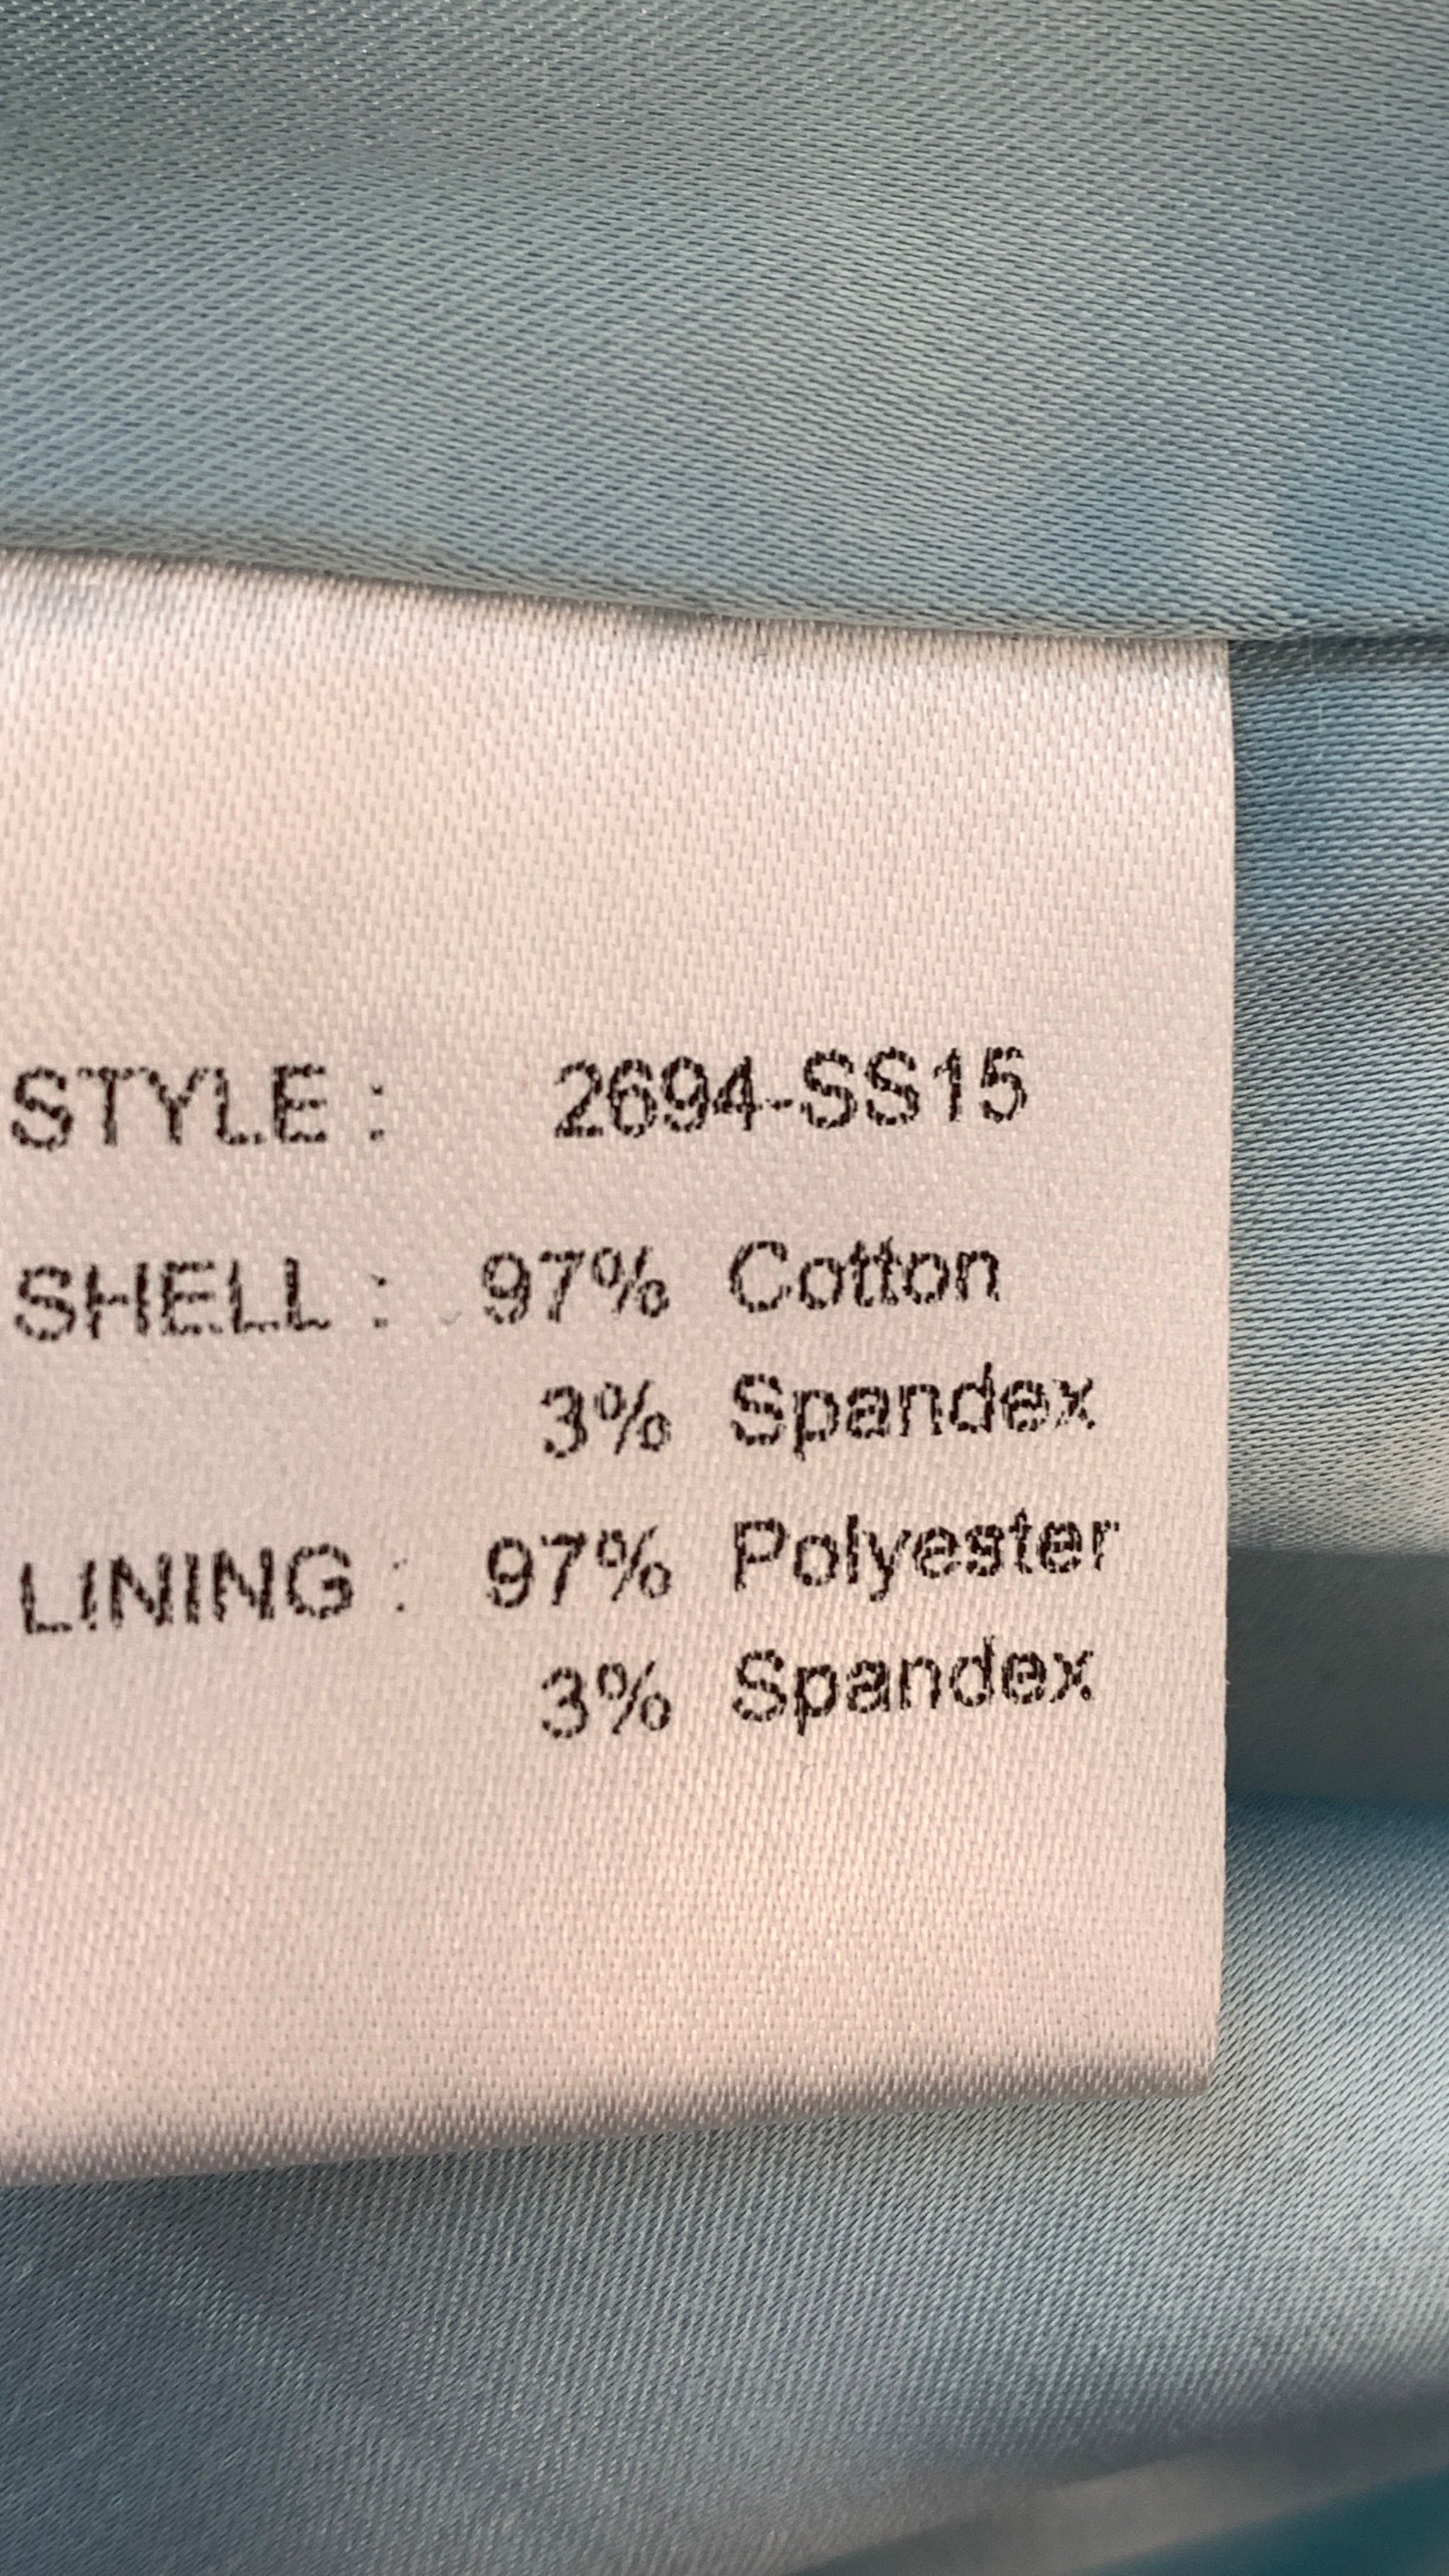 STYLE : 2694-SS15
SHELL : 97% Cotton
3% Spandex
LINING : 97% Polyester
3% Spandex